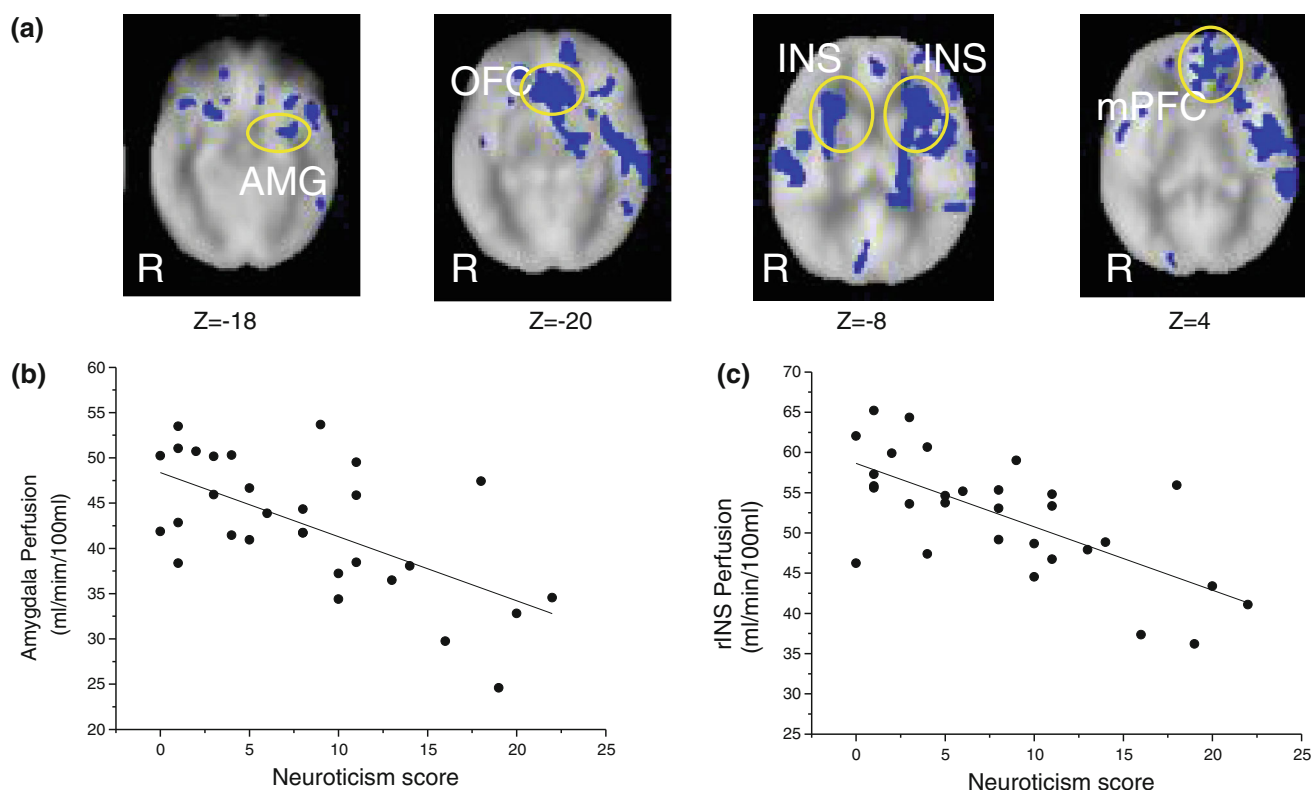 (a)
AMG
R
Z=-18
OFC
R
Z=-20
INS INS
R
Z=-8
mPFC
R
Z=4
(b)
60
55
50
45
40
35
30
25
20
Amygdala Perfusion
(ml/mim/100ml)
0 5 10 15 20 25
Neuroticism score
(c)
70
65
60
55
50
45
40
35
30
25
rINS Perfusion
(ml/min/100ml)
0 5 10 15 20 25
Neuroticism score